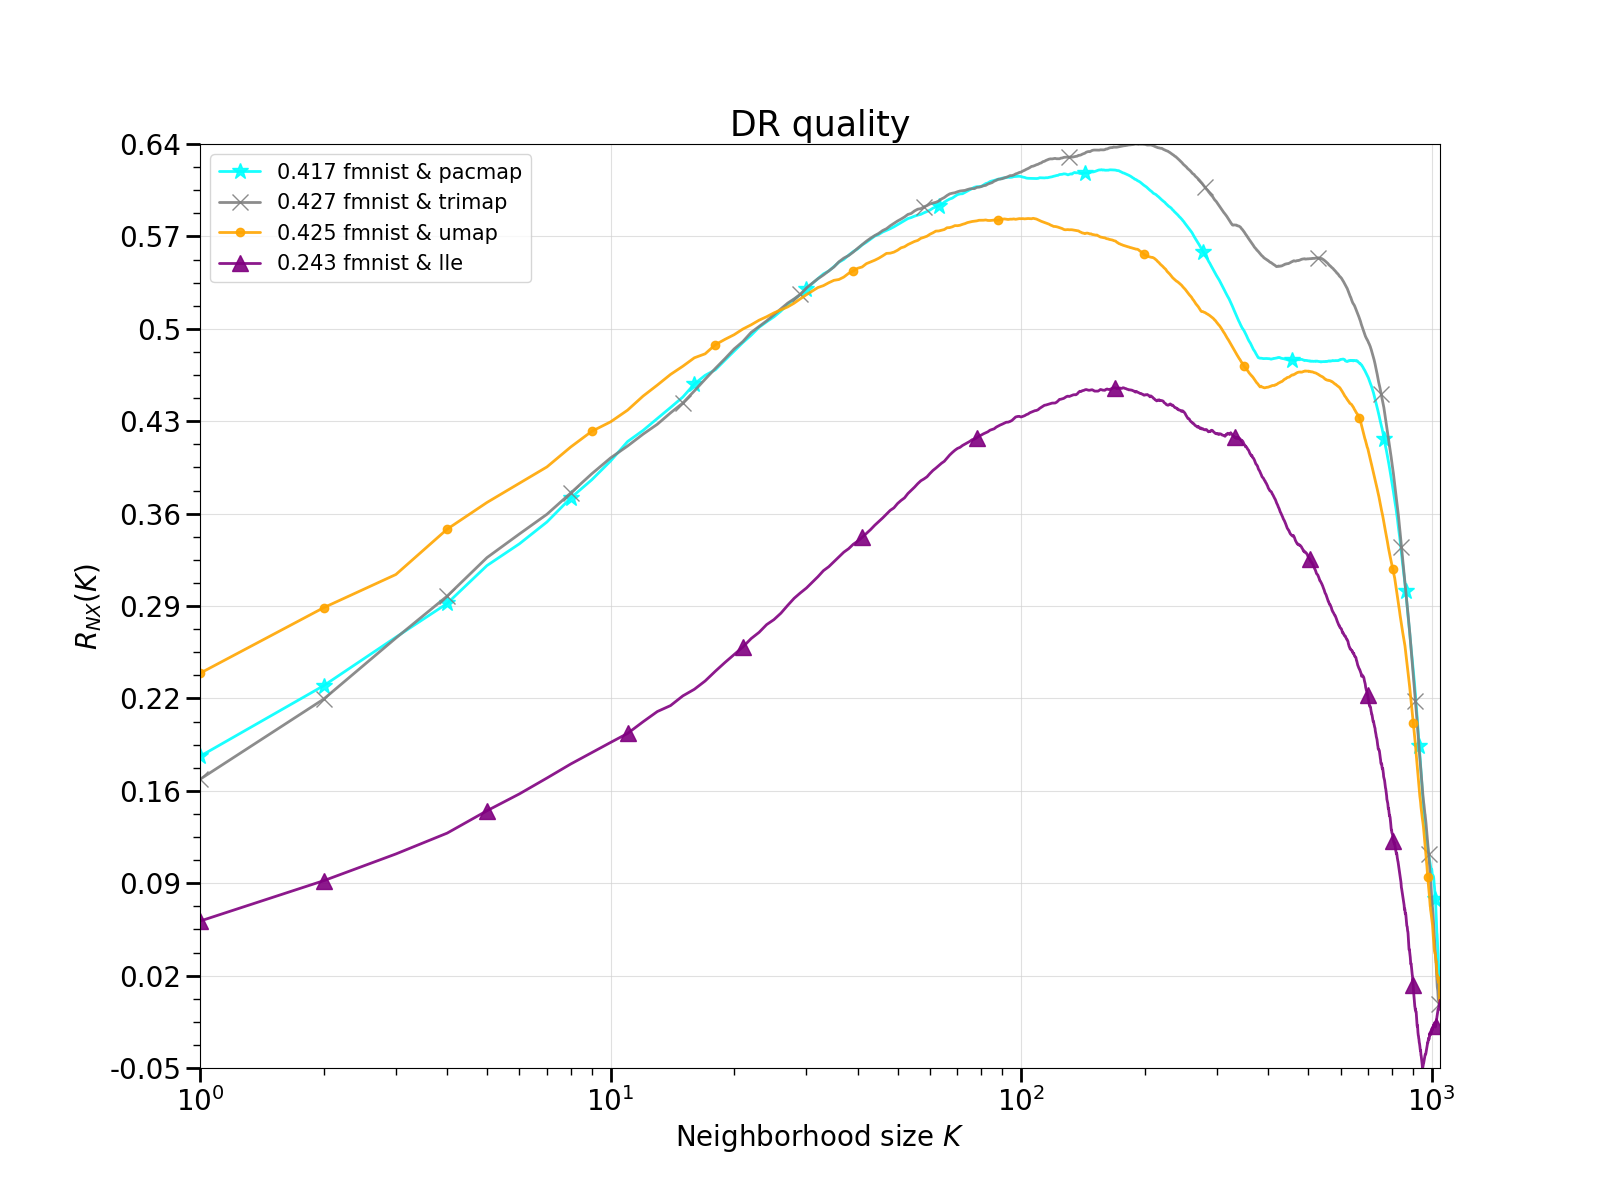 DR quality
0.417 fmnist & pacmap
0.427 fmnist & trimap
0.425 fmnist & umap
0.243 fmnist & lle
0.64
0.57
0.5
0.43
0.36
0.29
0.22
0.16
0.09
0.02
-0.05
R_{NX}(K)
10^0 10^1 10^2 10^3
Neighborhood size K